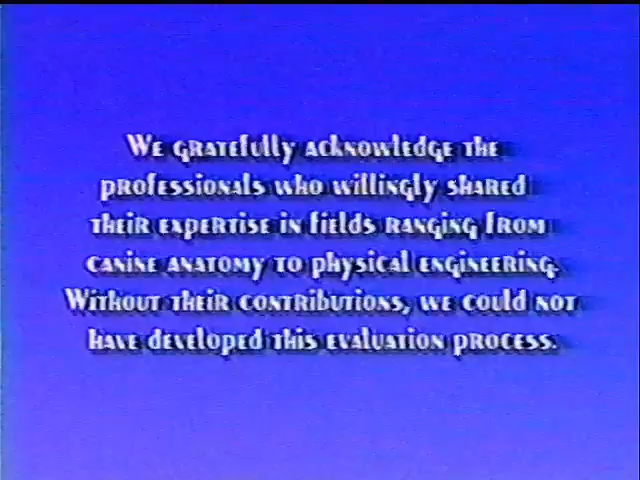 We gratefully acknowledge the
professionals who willingly shared
their expertise in fields ranging from
canine anatomy to physical engineering.
Without their contributions, we could not
have developed this evaluation process.